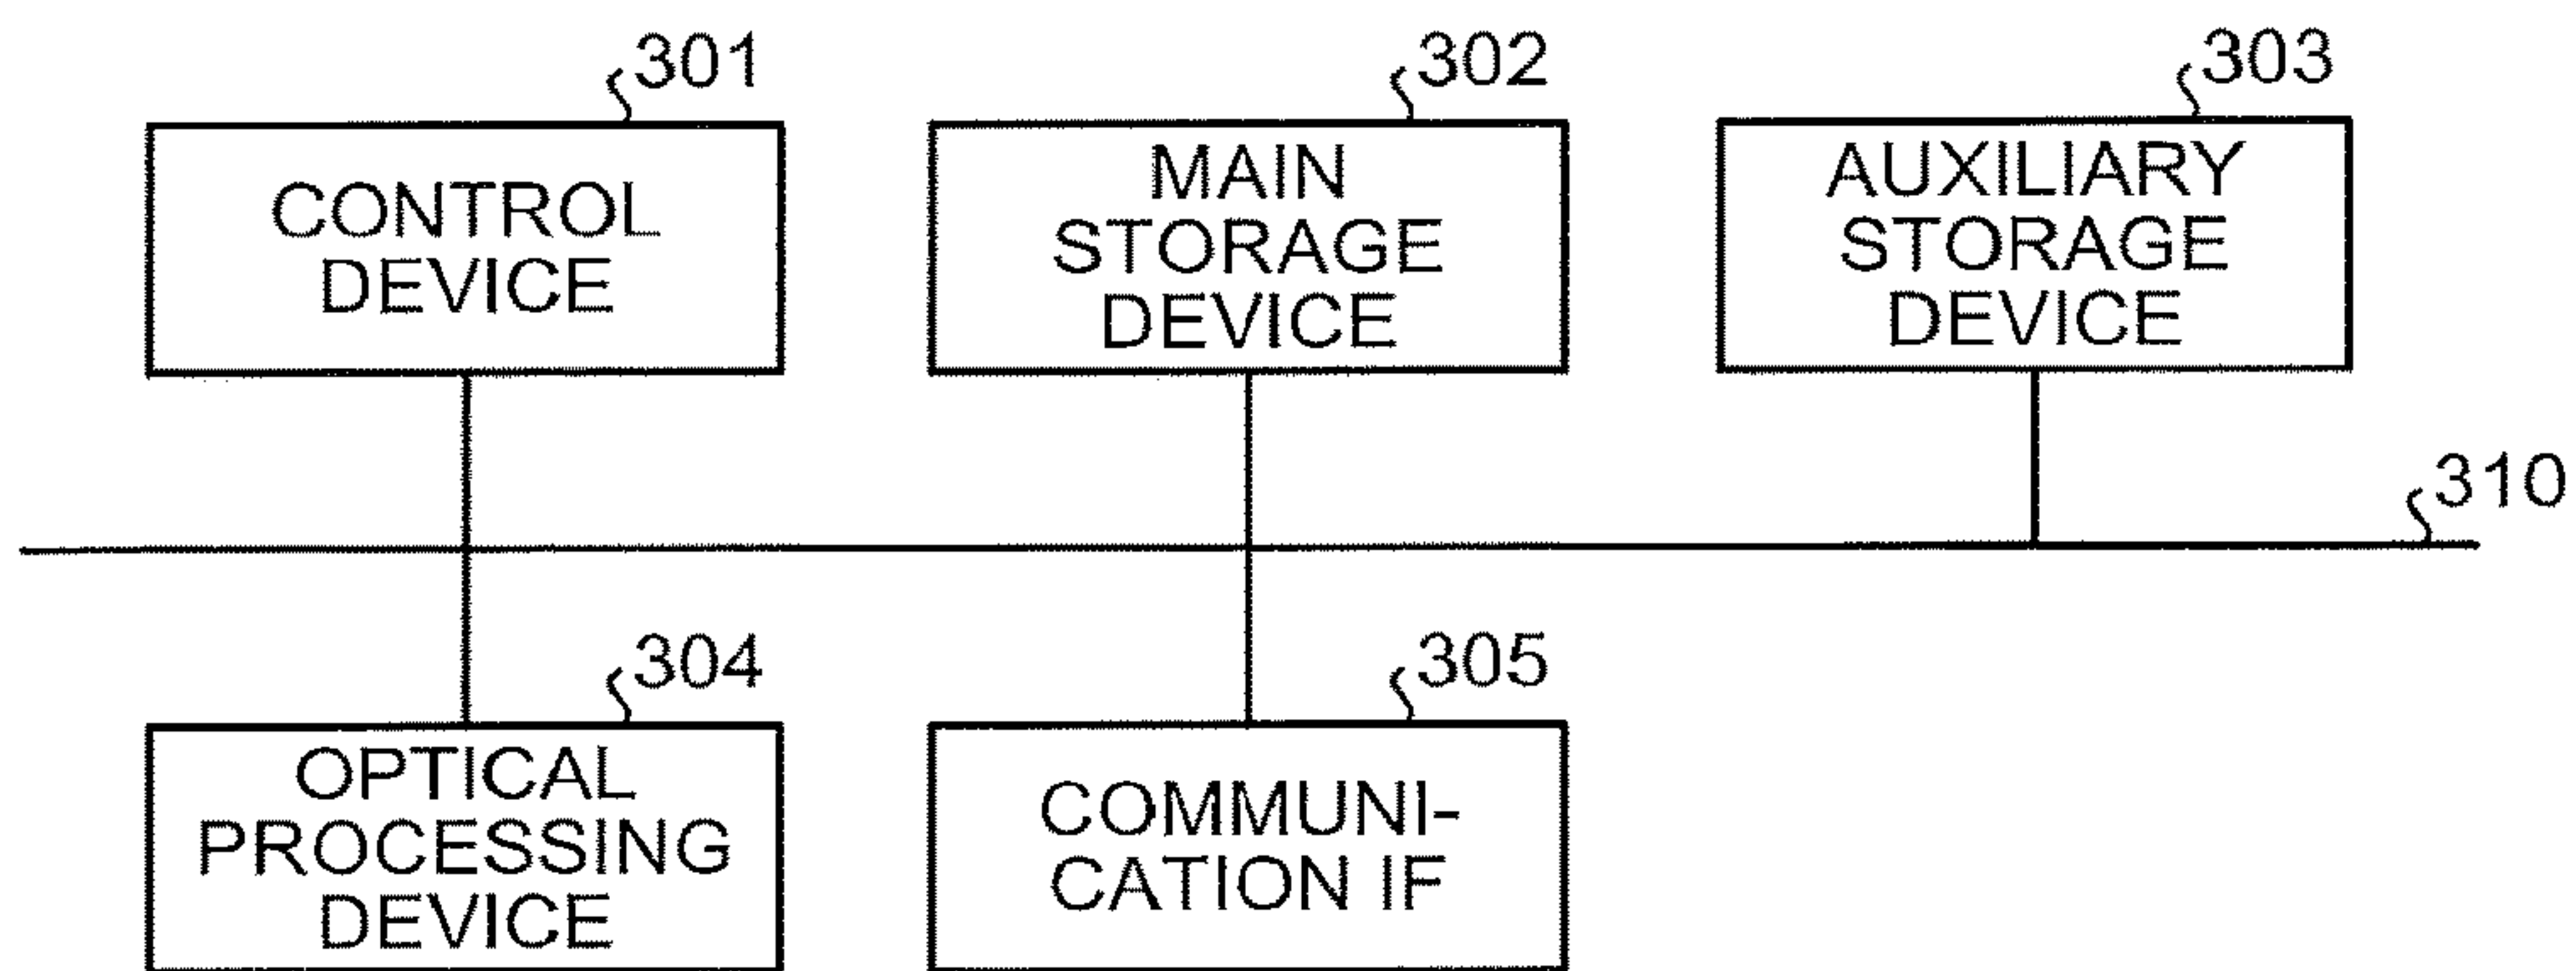 301
CONTROL
DEVICE
302
MAIN
STORAGE
DEVICE
303
AUXILIARY
STORAGE
DEVICE
310
304
OPTICAL
PROCESSING
DEVICE
305
COMMUNI-
CATION IF